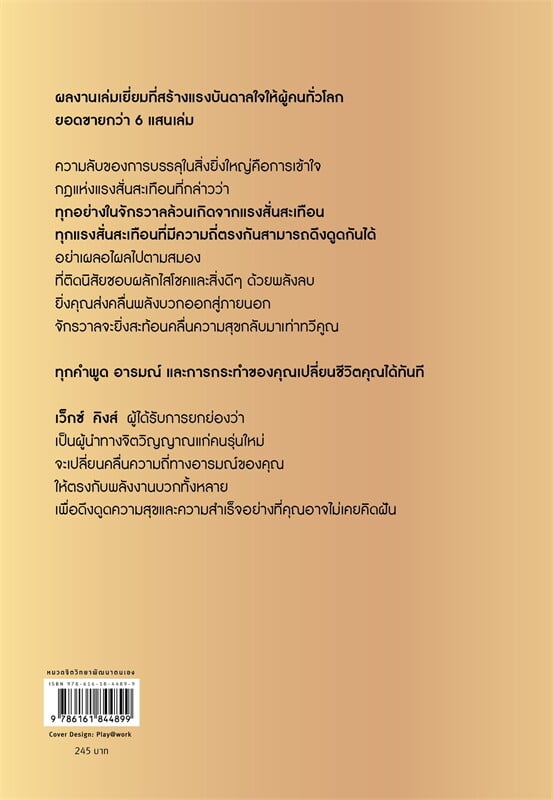 ผลงานเล่มเยี่ยมที่สร้างแรงบันดาลใจให้ผู้คนทั่วโลก
ยอดขายกว่า 6 แสนเล่ม
ความลับของการบรรลุในสิ่งยิ่งใหญ่คือการเข้าใจ
กฎแห่งแรงสั่นสะเทือนที่กล่าวว่า
ทุกอย่างในจักรวาลล้วนเกิดจากแรงสั่นสะเทือน
ทุกแรงสั่นสะเทือนที่มีความถี่ตรงกันสามารถดึงดูดกันได้
อย่าเผลอไผลไปตามสมอง
ที่ติดนิสัยชอบผลักไสโชคและสิ่งดีๆ ด้วยพลังลบ
ยิ่งคุณส่งคลื่นพลังบวกออกสู่ภายนอก
จักรวาลจะยิ่งสะท้อนคลื่นความสุขกลับมาเท่าทวีคูณ
ทุกคำพูด อารมณ์ และการกระทำของคุณเปลี่ยนชีวิตคุณได้ทันที
เว็กซ์ คิงส์ ผู้ได้รับการยกย่องว่า
เป็นผู้นำทางจิตวิญญาณแก่คนรุ่นใหม่
จะเปลี่ยนคลื่นความถี่ทางอารมณ์ของคุณ
ให้ตรงกับพลังงานบวกทั้งหลาย
เพื่อดึงดูดความสุขและความสำเร็จอย่างที่คุณอาจไม่เคยคิดฝัน
หมวดจิตวิทยาพัฒนาตนเอง
ISBN 978-616-18-4489-9
9 786161 844899
Cover Design: Play@work
245 บาท